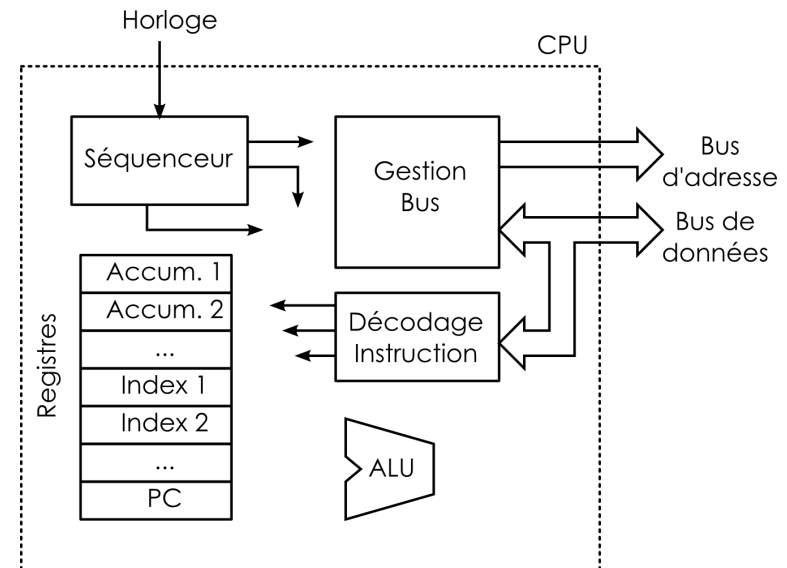 Horloge
CPU
Séquenceur
Gestion
Bus
Bus
d'adresse
Bus de
données
Accum. 1
Accum. 2
...
Index 1
Index 2
...
PC
Registres
Décodage
Instruction
ALU